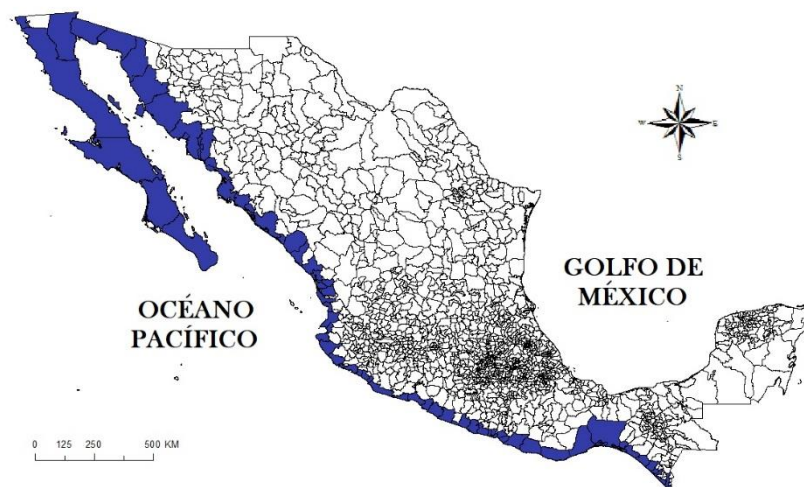 N
W E
S
GOLFO DE
MÉXICO
OCÉANO
PACÍFICO
0 125 250 500 KM